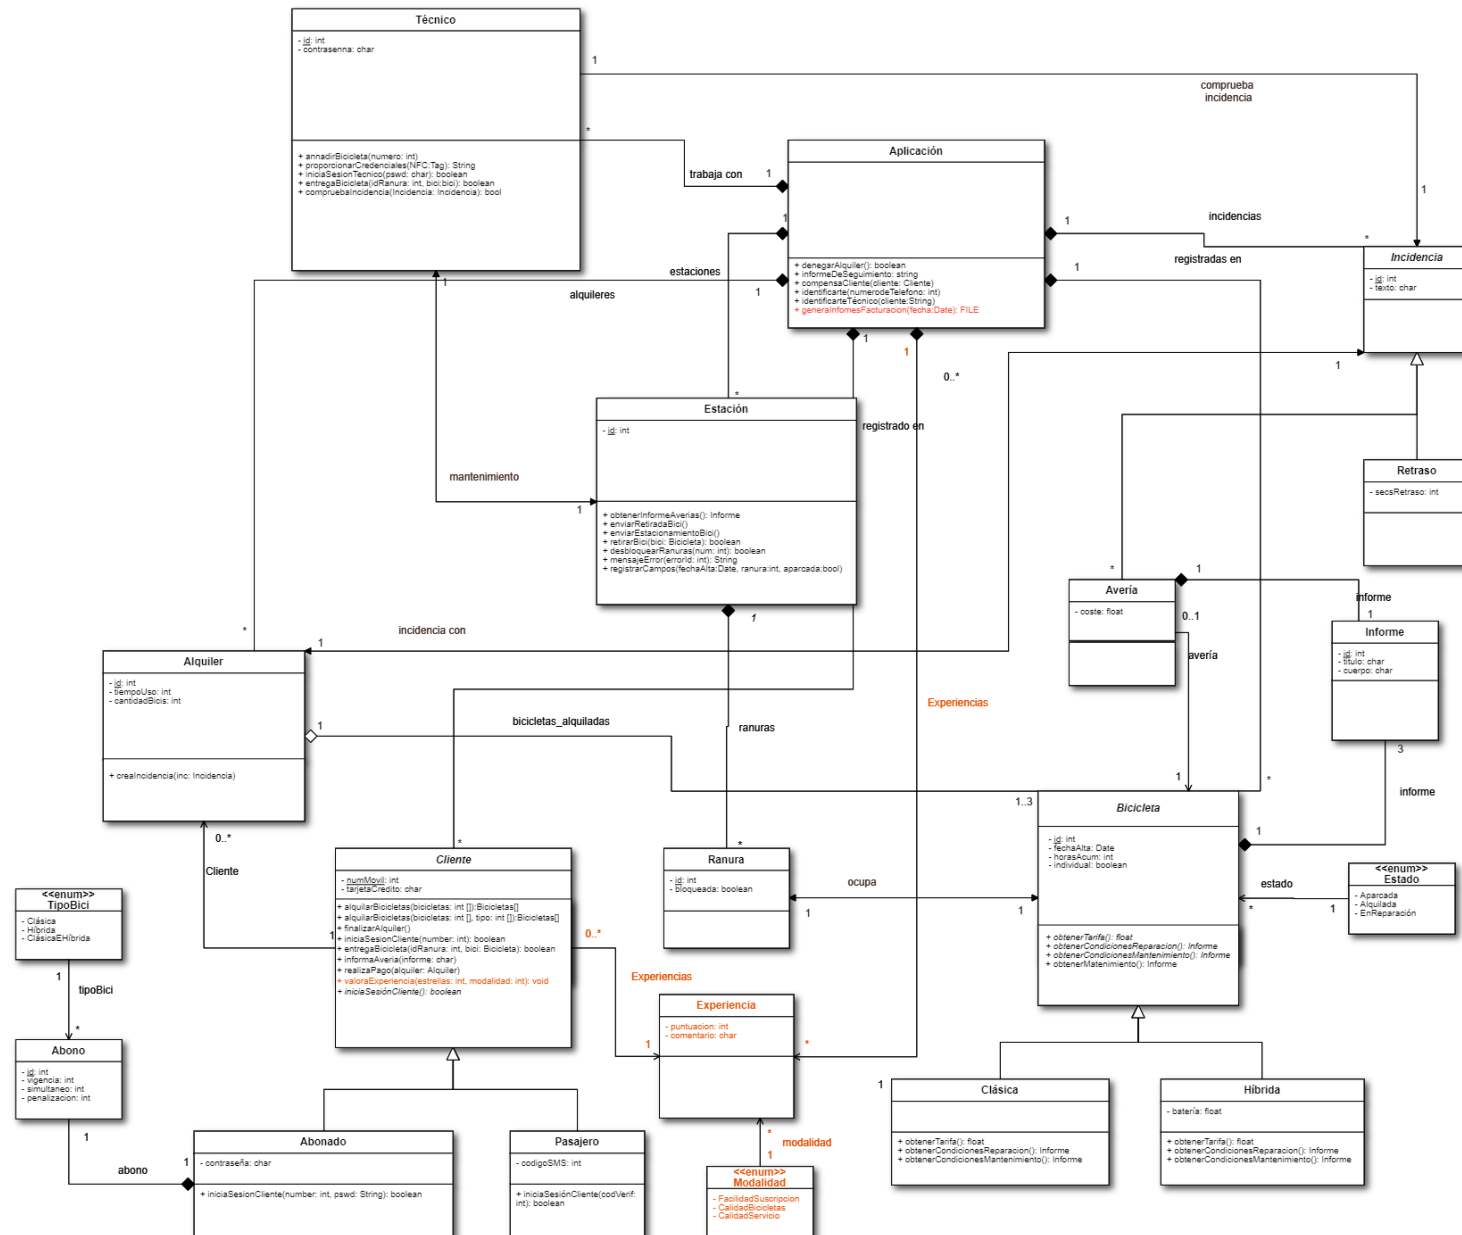 Técnico
- id: int
- contrasenna: char
+ annadirBicicleta(numero: int)
+ proporcionarCredenciales(NFC:Tag): String
+ iniciaSesionTecnico(pswd: char): boolean
+ entregaBicicleta(idRanura: int, bici:bici): boolean
+ compruebaIncidencia(Incidencia: Incidencia): bool
1
comprueba
incidencia
1
*
trabaja con
1
Aplicación
+ denegarAlquiler(): boolean
+ informeDeSeguimiento: string
+ compensaCliente(cliente: Cliente)
+ identificarte(numerodeTelefono: int)
+ identificarteTécnico(cliente:String)
+ generaInfomesFacturacion(fecha:Date): FILE
1
incidencias
*
registradas en
1
Incidencia
- id: int
- texto: char
1
estaciones
1
alquileres
1
1
1
1
0..*
1
Estación
- id: int
+ obtenerInformeAverias(): Informe
+ enviarRetiradaBici()
+ enviarEstacionamientoBici()
+ retirarBici(bici: Bicicleta): boolean
+ desbloquearRanuras(num: int): boolean
+ mensajeError(errorId: int): String
+ registrarCampos(fechaAlta:Date, ranura:int, aparcada:bool)
*
registrado en
mantenimiento
1
Retraso
- secsRetraso: int
*
Avería
- coste: float
1
informe
1
0..1
avería
Informe
- id: int
- titulo: char
- cuerpo: char
3
informe
1
*
incidencia con
1
1
Alquiler
- id: int
- tiempoUso: int
- cantidadBicis: int
+ creaIncidencia(inc: Incidencia)
1
bicicletas_alquiladas
ranuras
Experiencias
1
*
1..3
Bicicleta
- id: int
- fechaAlta: Date
- horasAcum: int
- individual: boolean
+ obtenerTarifa(): float
+ obtenerCondicionesReparacion(): Informe
+ obtenerCondicionesMantenimiento(): Informe
+ obtenerMatenimiento(): Informe
0..*
Cliente
1
*
Cliente
- numMovil: int
- tarjetaCredito: char
+ alquilarBicicletas(bicicletas: int []):Bicicletas[]
+ alquilarBicicletas(bicicletas: int [], tipo: int []):Bicicletas[]
+ finalizarAlquiler()
+ iniciaSesionCliente(number: int): boolean
+ entregaBicicleta(idRanura: int, bici: Bicicleta): boolean
+ informaAveria(informe: char)
+ realizaPago(alquiler: Alquiler)
+ valoraExperiencia(estrellas: int, modalidad: int): void
+ iniciaSesiónCliente(): boolean
*
Ranura
- id: int
- bloqueada: boolean
ocupa
1
1
estado
*
1
<<enum>>
Estado
- Aparcada
- Alquilada
- EnReparación
<<enum>>
TipoBici
- Clásica
- Híbrida
- ClásicaEHíbrida
1
tipoBici
*
Abono
- id: int
- vigencia: int
- simultaneo: int
- penalizacion: int
1
abono
1
0..*
Experiencias
1
Experiencia
- puntuacion: int
- comentario: char
*
*
modalidad
1
<<enum>>
Modalidad
- FacilidadSuscripcion
- CalidadBicicletas
- CalidadServicio
Abonado
- contraseña: char
+ iniciaSesionCliente(number: int, pswd: String): boolean
Pasajero
- codigoSMS: int
+ iniciaSesiónCliente(codVerif:
int): boolean
1
Clásica
+ obtenerTarifa(): float
+ obtenerCondicionesReparacion(): Informe
+ obtenerCondicionesMantenimiento(): Informe
Híbrida
- batería: float
+ obtenerTarifa(): float
+ obtenerCondicionesReparacion(): Informe
+ obtenerCondicionesMantenimiento(): Informe